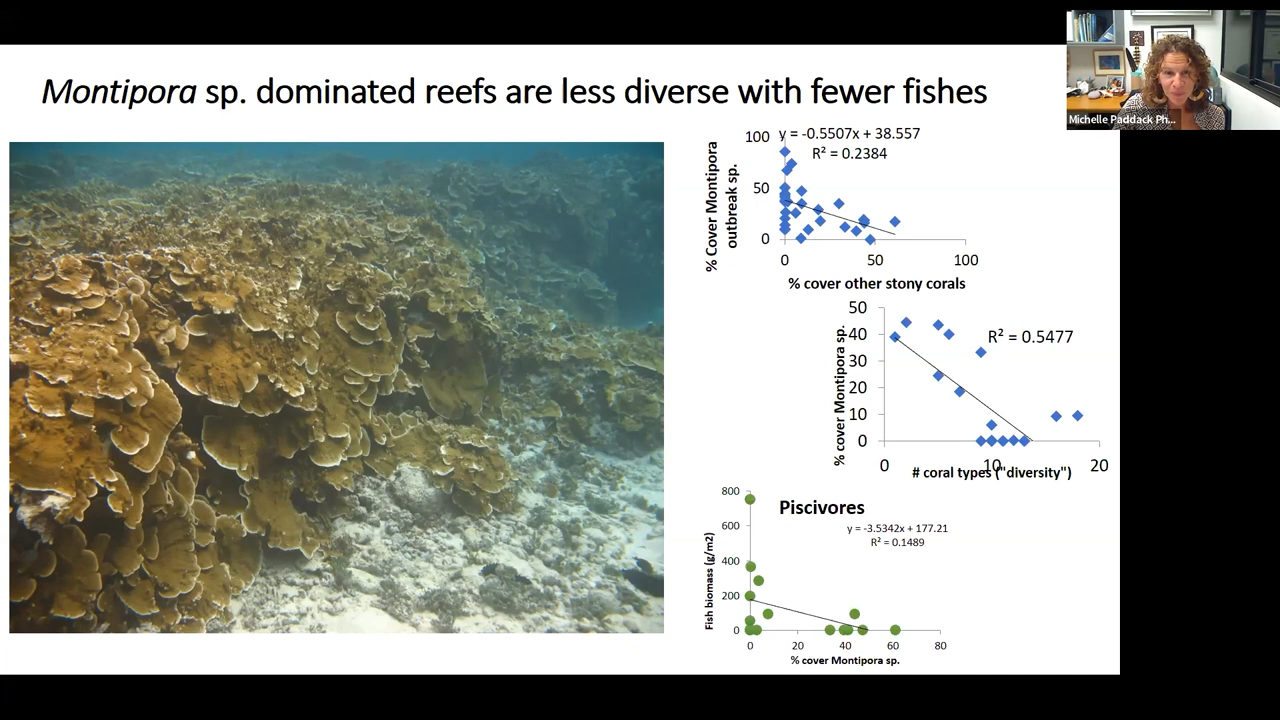 Montipora sp. dominated reefs are less diverse with fewer fishes
Michelle Paddack Ph...
y = -0.5507x + 38.557
R² = 0.2384
100
50
0
% Cover Montipora
outbreak sp.
0 50 100
% cover other stony corals
50
40
30
20
10
0
R² = 0.5477
% cover Montipora sp.
0 10 20
# coral types ("diversity")
800
600
400
200
0
Piscivores
y = -3.5342x + 177.21
R² = 0.1489
Fish biomass (g/m2)
0 20 40 60 80
% cover Montipora sp.